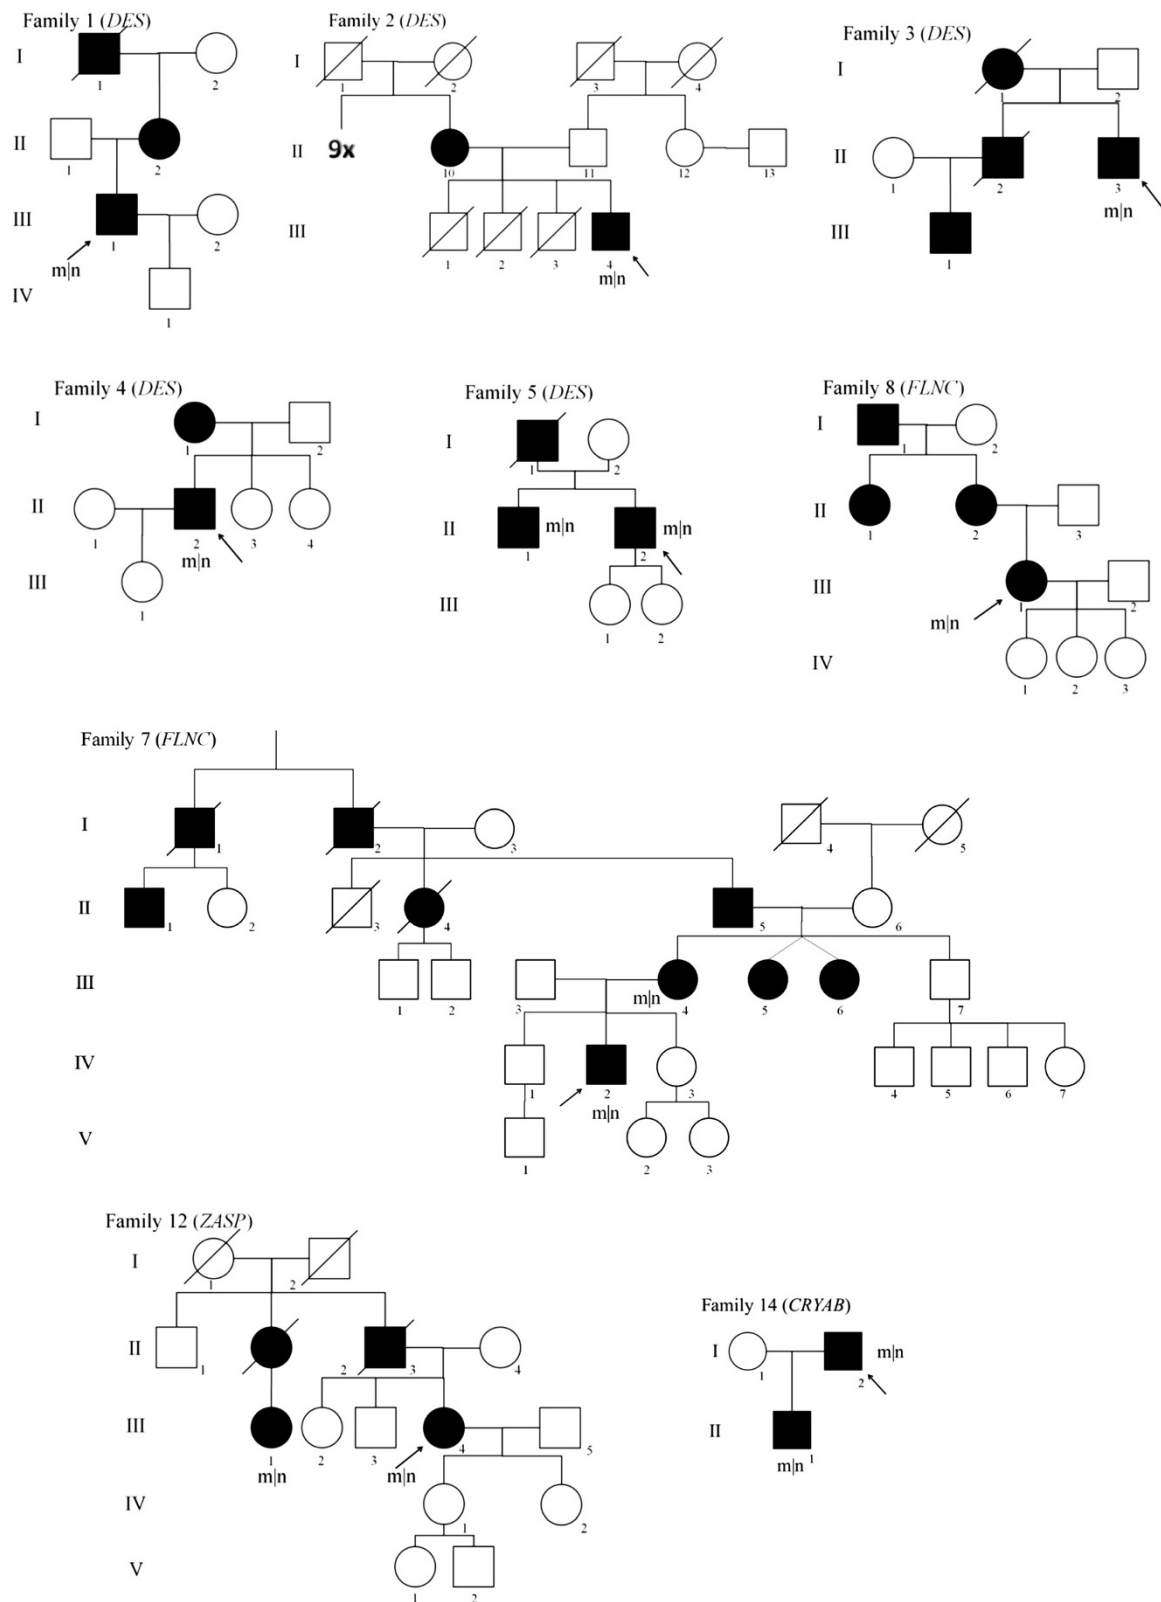 Family 1 (DES)
I
1
2
II
1
2
III
1
2
m|n
IV
1
Family 2 (DES)
I
1
2
3
4
II
9x
10
11
12
13
III
1
2
3
4
m|n
Family 3 (DES)
I
1
2
II
1
2
3
m|n
III
1
Family 4 (DES)
I
1
2
II
1
2
3
4
m|n
III
1
Family 5 (DES)
I
1
2
II
m|n
m|n
1
2
III
1
2
Family 8 (FLNC)
I
1
2
II
1
2
3
III
1
2
m|n
IV
1
2
3
Family 7 (FLNC)
I
1
2
3
4
5
II
1
2
3
4
5
6
III
1
2
3
m|n
4
5
6
7
IV
1
2
3
4
5
6
7
m|n
V
1
2
3
Family 12 (ZASP)
I
1
2
II
1
2
3
4
III
1
2
3
4
5
m|n
m|n
IV
1
2
V
1
2
Family 14 (CRYAB)
I
m|n
1
2
II
m|n
1